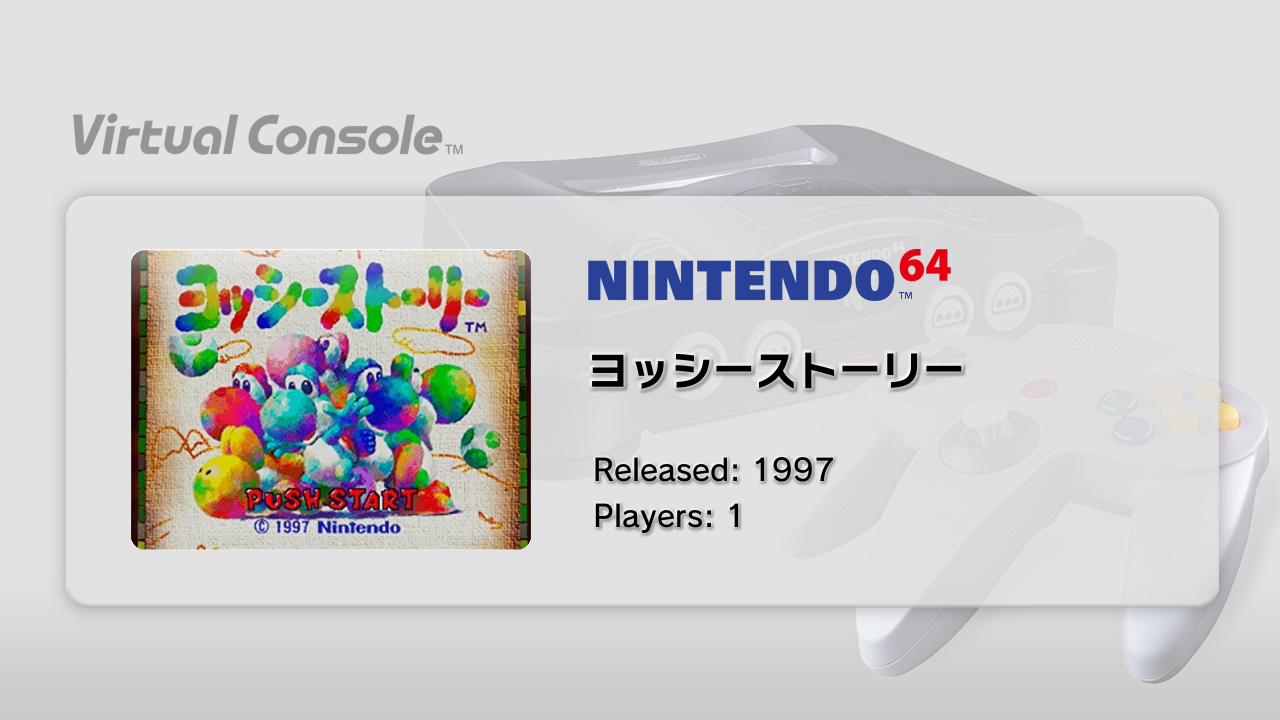 Virtual Console™
ヨッシーストーリー™
PUSH START
© 1997 Nintendo
NINTENDO64™
ヨッシーストーリー
Released: 1997
Players: 1